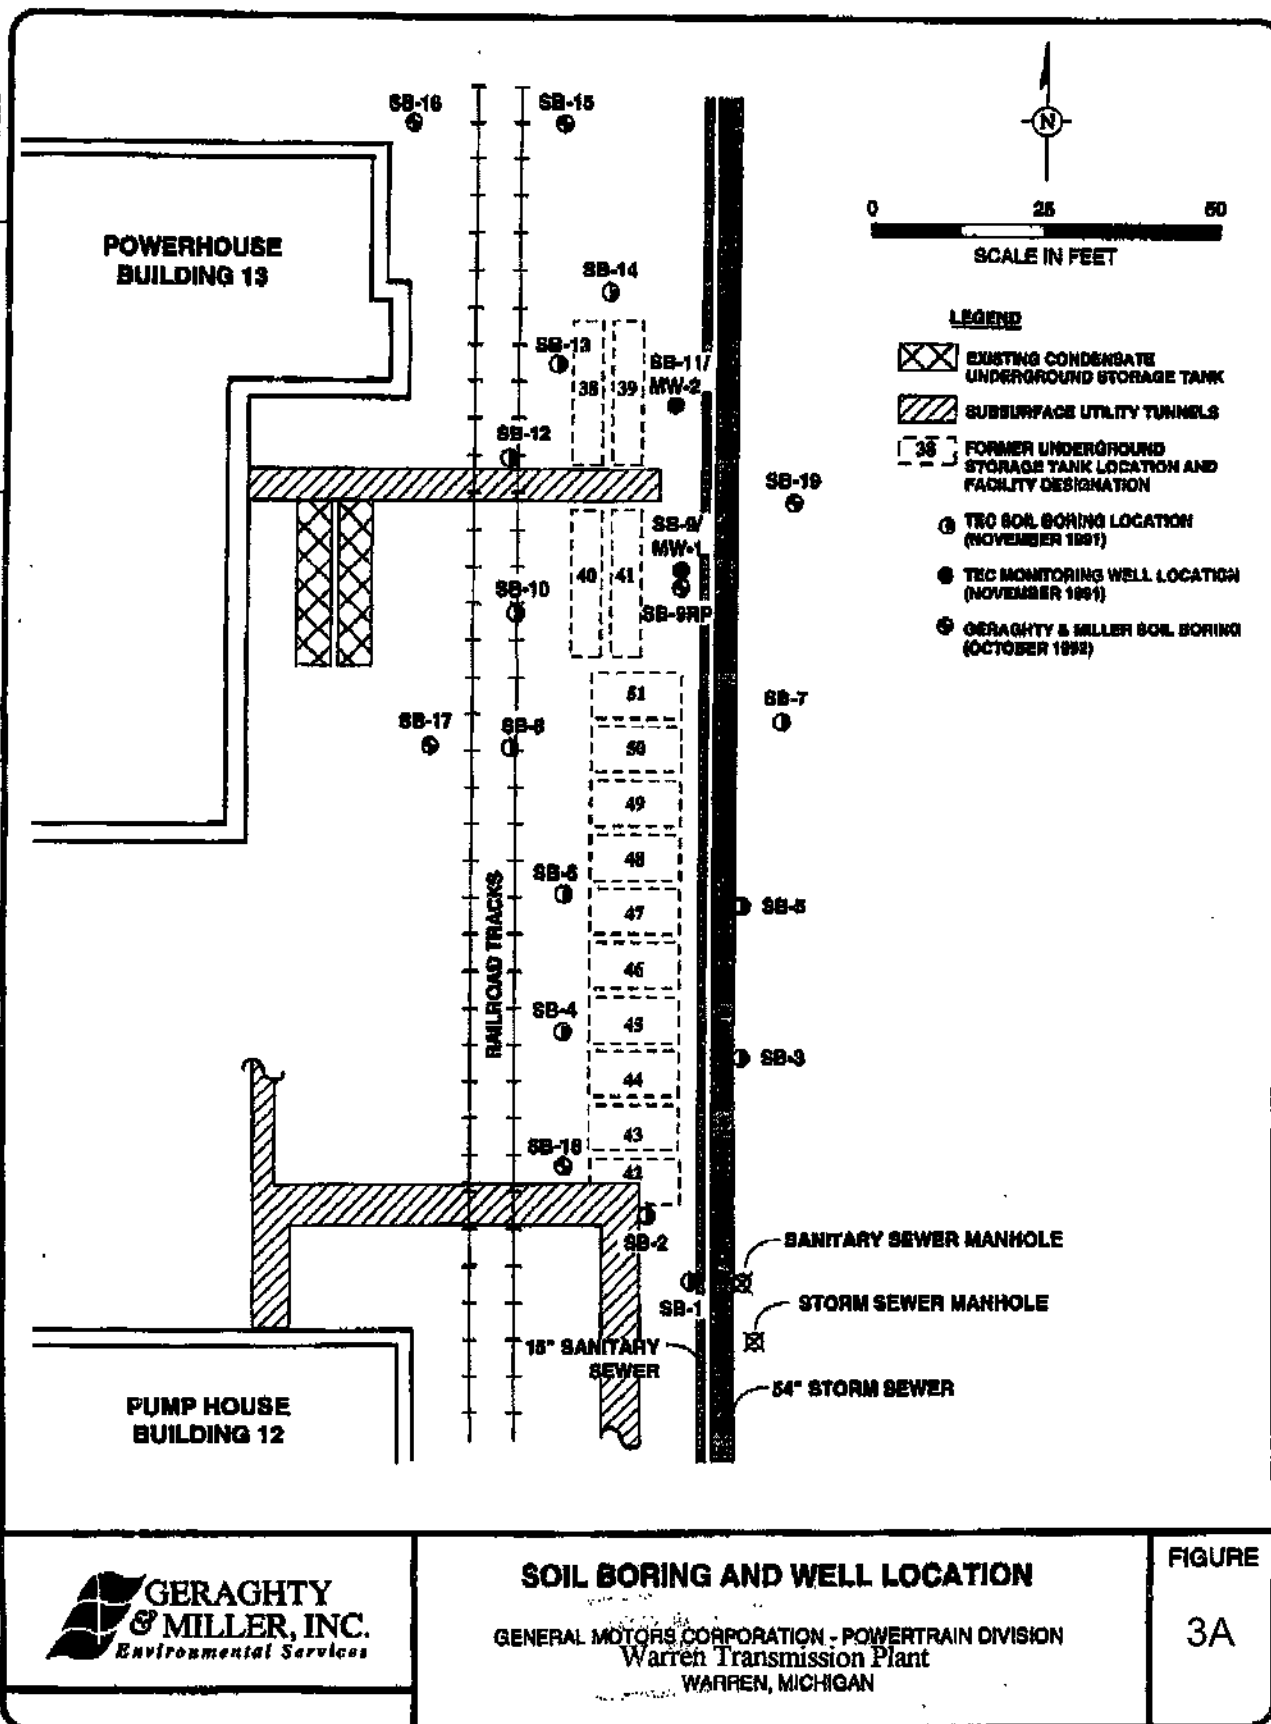 SB-16
SB-15
N
POWERHOUSE
BUILDING 13
0 25 50
SCALE IN FEET
SB-14
LEGEND
EXISTING CONDENSATE
UNDERGROUND STORAGE TANK
SUBSURFACE UTILITY TUNNELS
38
FORMER UNDERGROUND
STORAGE TANK LOCATION AND
FACILITY DESIGNATION
TEC SOIL BORING LOCATION
(NOVEMBER 1991)
TEC MONITORING WELL LOCATION
(NOVEMBER 1991)
GERAGHTY & MILLER SOIL BORING
(OCTOBER 1992)
SB-13
38
39
SB-11/
MW-2
SB-12
SB-19
SB-9/
MW-1
40
41
SB-10
SB-9RP
51
SB-7
SB-17
SB-8
50
49
48
SB-6
47
SB-5
46
RAILROAD TRACKS
SB-4
45
SB-3
44
43
SB-18
42
SB-2
SANITARY SEWER MANHOLE
SB-1
STORM SEWER MANHOLE
15" SANITARY
SEWER
54" STORM SEWER
PUMP HOUSE
BUILDING 12
GERAGHTY
& MILLER, INC.
Environmental Services
SOIL BORING AND WELL LOCATION
GENERAL MOTORS CORPORATION - POWERTRAIN DIVISION
Warren Transmission Plant
WARREN, MICHIGAN
FIGURE
3A